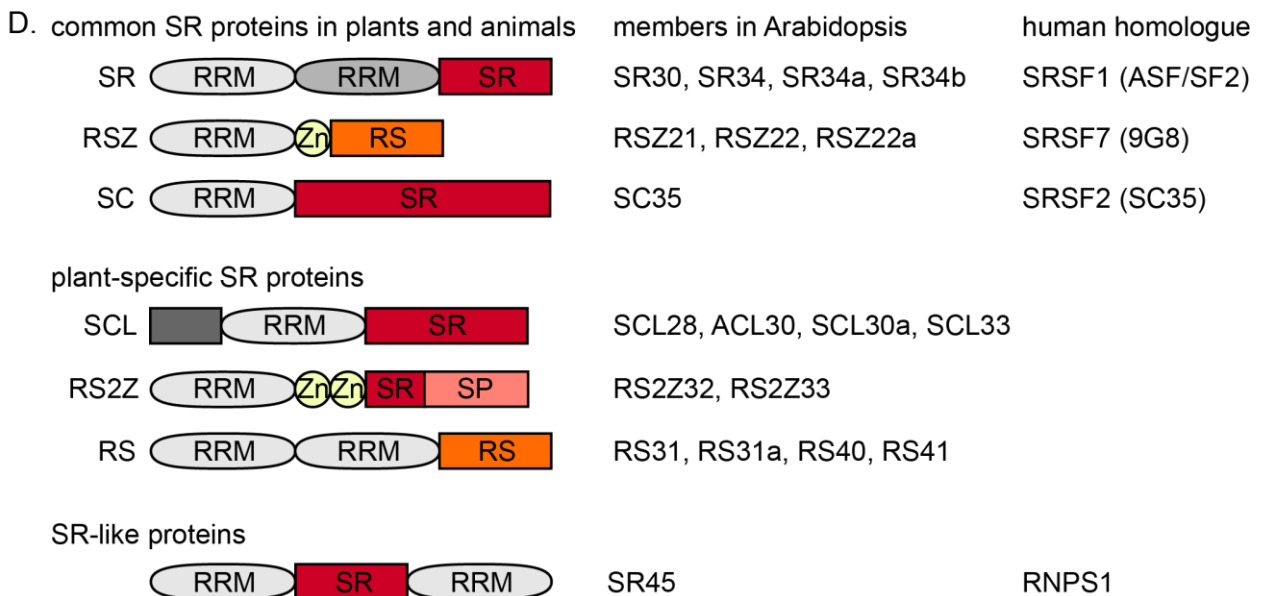 D. common SR proteins in plants and animals members in Arabidopsis human homologue
SR RRM RRM SR SR30, SR34, SR34a, SR34b SRSF1 (ASF/SF2)
RSZ RRM Zn RS RSZ21, RSZ22, RSZ22a SRSF7 (9G8)
SC RRM SR SC35 SRSF2 (SC35)
plant-specific SR proteins
SCL RRM SR SCL28, ACL30, SCL30a, SCL33
RS2Z RRM Zn Zn SR SP RS2Z32, RS2Z33
RS RRM RRM RS RS31, RS31a, RS40, RS41
SR-like proteins
RRM SR RRM SR45 RNPS1